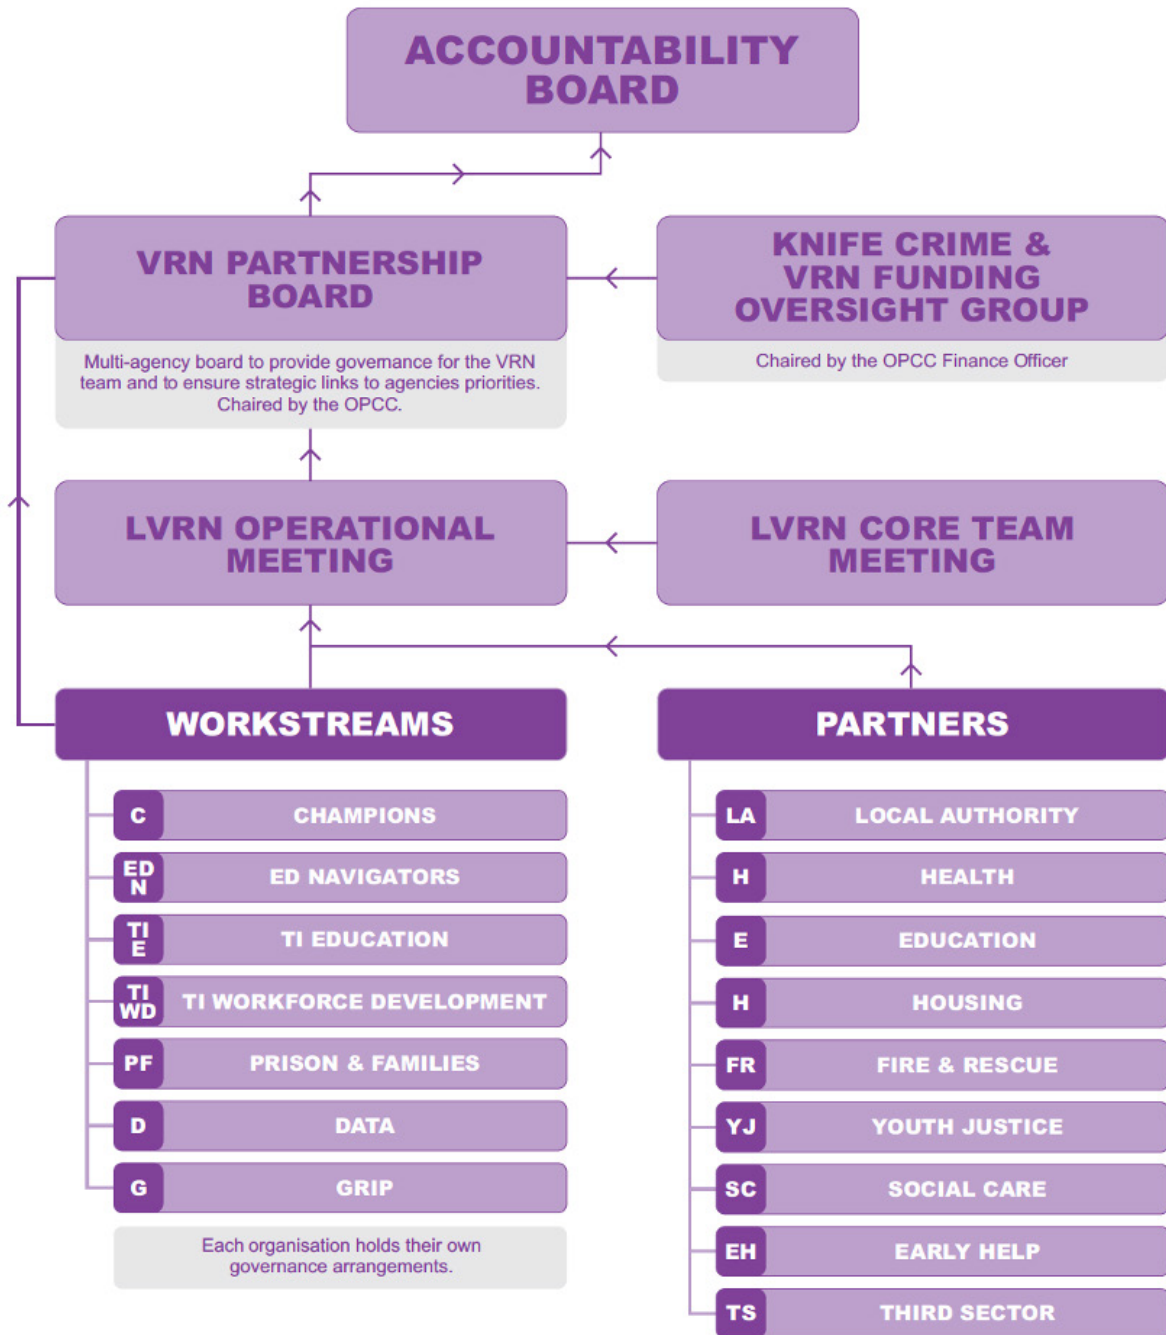 ACCOUNTABILITY
BOARD
VRN PARTNERSHIP
BOARD
Multi-agency board to provide governance for the VRN
team and to ensure strategic links to agencies priorities.
Chaired by the OPCC.
KNIFE CRIME &
VRN FUNDING
OVERSIGHT GROUP
Chaired by the OPCC Finance Officer
LVRN OPERATIONAL
MEETING
LVRN CORE TEAM
MEETING
WORKSTREAMS
C
CHAMPIONS
ED
N
ED NAVIGATORS
TI
E
TI EDUCATION
TI
WD
TI WORKFORCE DEVELOPMENT
PF
PRISON & FAMILIES
D
DATA
G
GRIP
Each organisation holds their own
governance arrangements.
PARTNERS
LA
LOCAL AUTHORITY
H
HEALTH
E
EDUCATION
H
HOUSING
FR
FIRE & RESCUE
YJ
YOUTH JUSTICE
SC
SOCIAL CARE
EH
EARLY HELP
TS
THIRD SECTOR